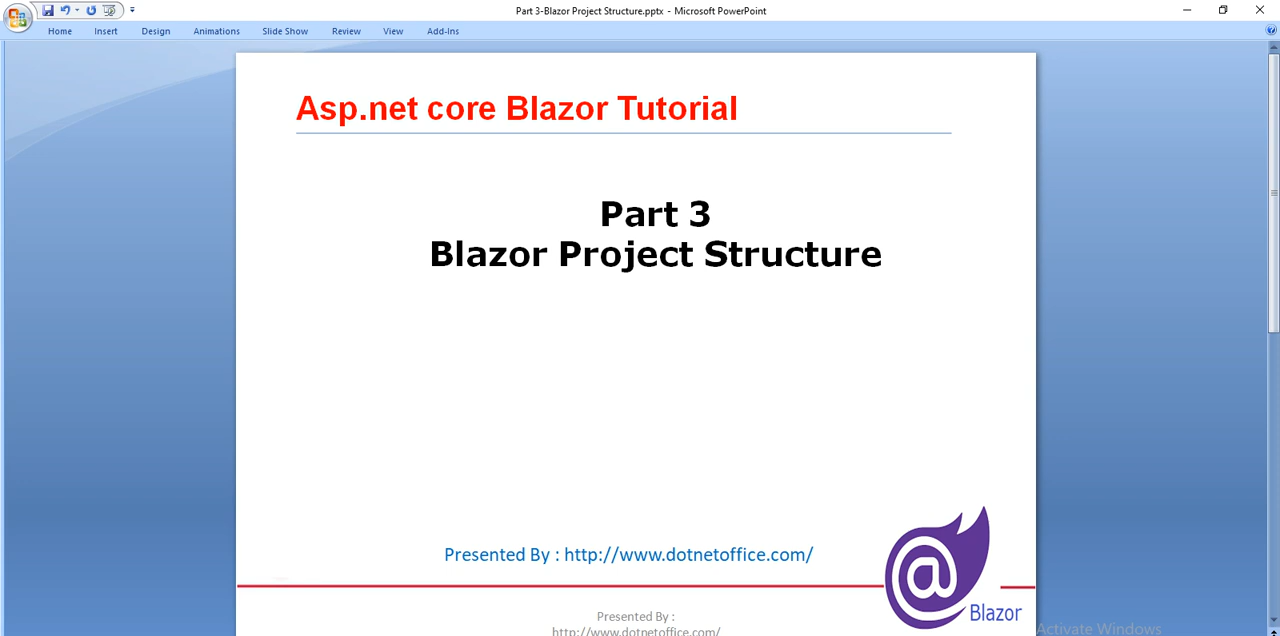 Part 3-Blazor Project Structure.pptx - Microsoft PowerPoint
Home Insert Design Animations Slide Show Review View Add-Ins
Asp.net core Blazor Tutorial
Part 3
Blazor Project Structure
Presented By : http://www.dotnetoffice.com/
@
Blazor
Presented By :
http://www.dotnetoffice.com/
Activate Windows